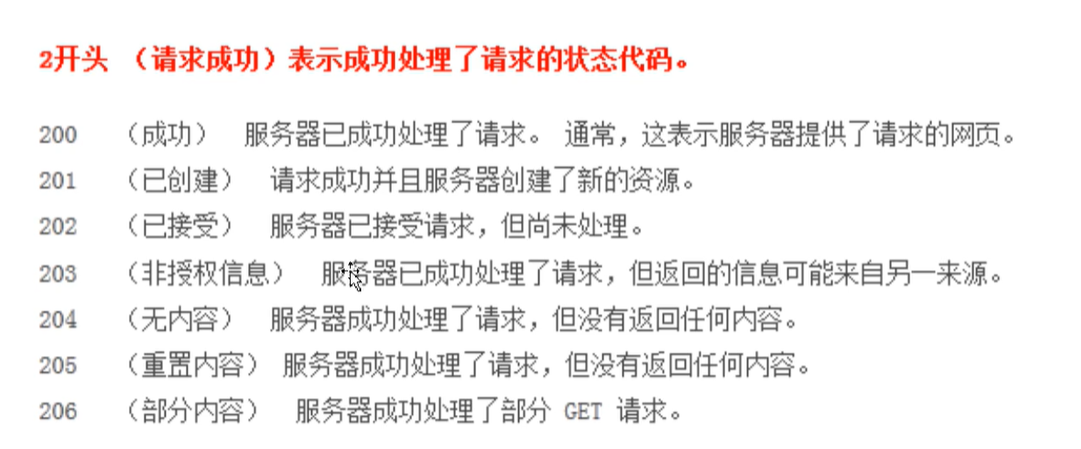 2开头 （请求成功）表示成功处理了请求的状态代码。
200 （成功） 服务器已成功处理了请求。 通常，这表示服务器提供了请求的网页。
201 （已创建） 请求成功并且服务器创建了新的资源。
202 （已接受） 服务器已接受请求，但尚未处理。
203 （非授权信息） 服务器已成功处理了请求，但返回的信息可能来自另一来源。
204 （无内容） 服务器成功处理了请求，但没有返回任何内容。
205 （重置内容） 服务器成功处理了请求，但没有返回任何内容。
206 （部分内容） 服务器成功处理了部分 GET 请求。